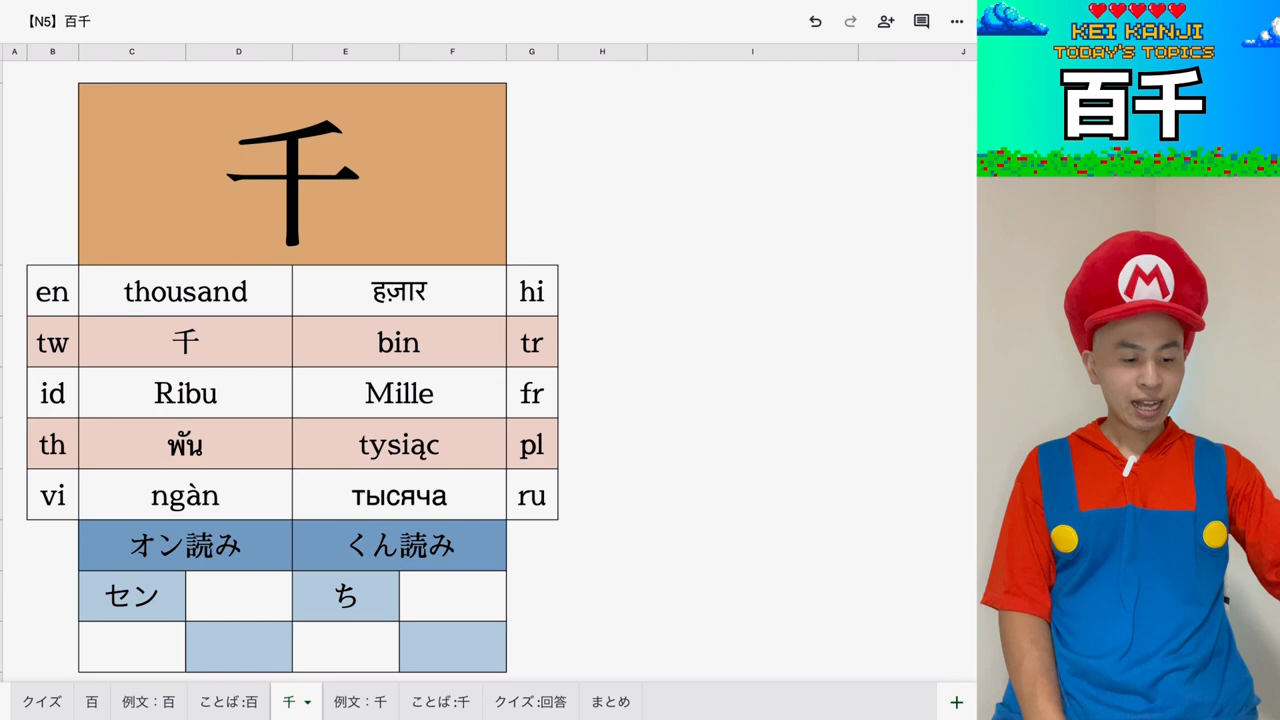 【N5】百千
A B C D E F G H I J
千
en thousand हज़ार hi
tw 千 bin tr
id Ribu Mille fr
th พัน tysiąc pl
vi ngàn тысяча ru
オン読み くん読み
セン ち
クイズ 百 例文：百 ことば:百 千 例文：千 ことば:千 クイズ:回答 まとめ
KEI KANJI
TODAY'S TOPICS
百千
M